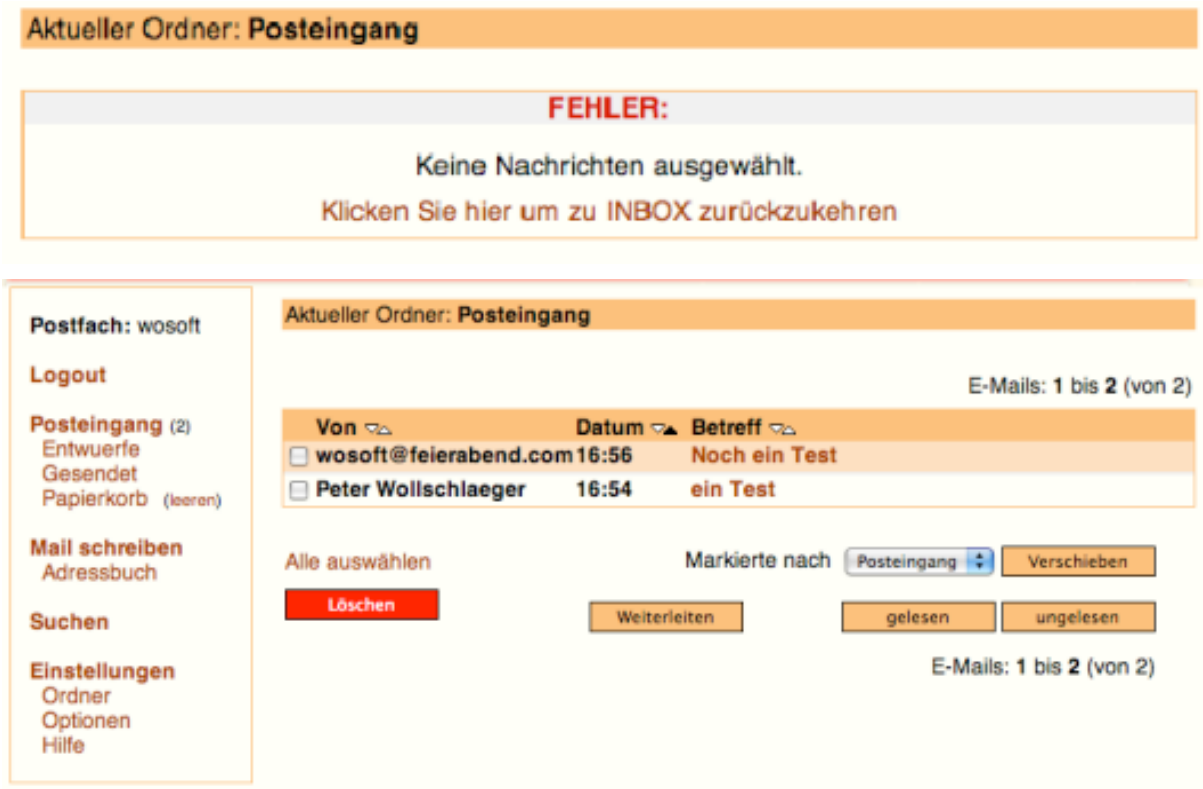 Aktueller Ordner: Posteingang
FEHLER:
Keine Nachrichten ausgewählt.
Klicken Sie hier um zu INBOX zurückzukehren
Postfach: wosoft
Logout
Posteingang (2)
Entwuerfe
Gesendet
Papierkorb (leeren)
Mail schreiben
Adressbuch
Suchen
Einstellungen
Ordner
Optionen
Hilfe
Aktueller Ordner: Posteingang
E-Mails: 1 bis 2 (von 2)
Von Datum Betreff
wosoft@feierabend.com 16:56 Noch ein Test
Peter Wollschlaeger 16:54 ein Test
Alle auswählen Markierte nach Posteingang Verschieben
Löschen Weiterleiten gelesen ungelesen
E-Mails: 1 bis 2 (von 2)